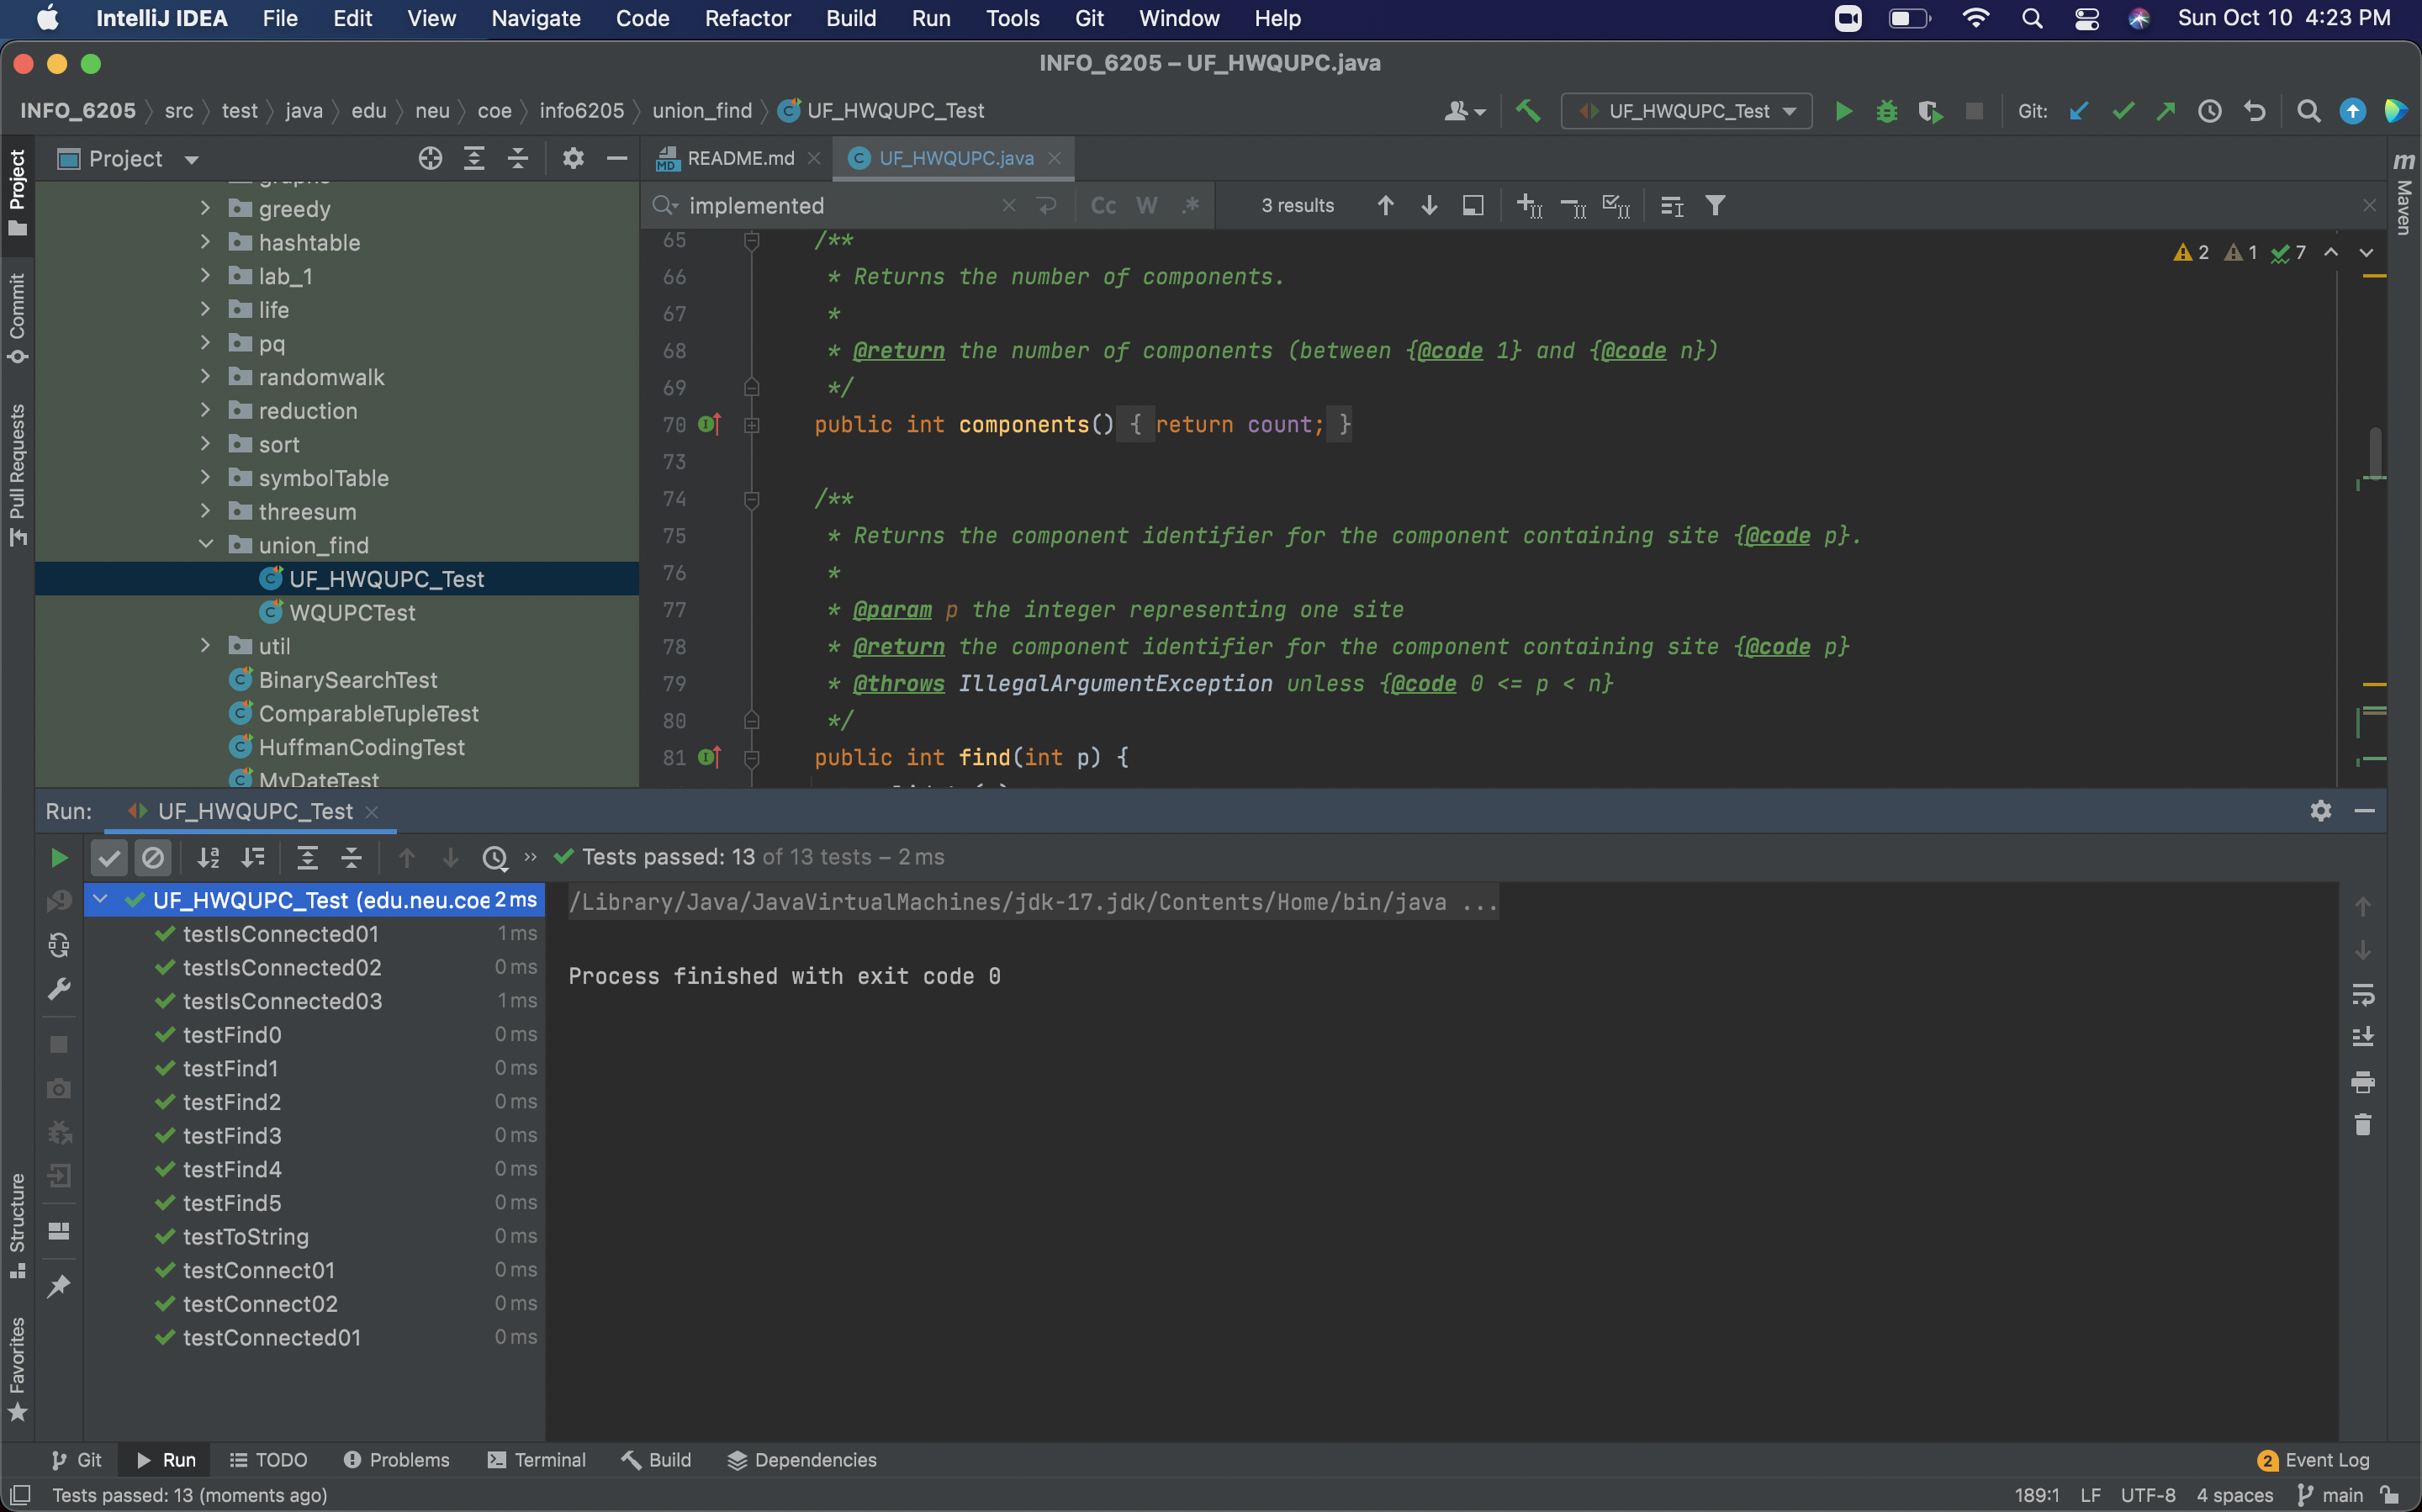 IntelliJ IDEA File Edit View Navigate Code Refactor Build Run Tools Git Window Help Sun Oct 10 4:23 PM
INFO_6205 – UF_HWQUPC.java
INFO_6205 src test java edu neu coe info6205 union_find UF_HWQUPC_Test UF_HWQUPC_Test Git:
Project
README.md UF_HWQUPC.java
implemented Cc W .* 3 results
2 1 7
Project
Commit
Pull Requests
Structure
Favorites
Maven
graphs
greedy
hashtable
lab_1
life
pq
randomwalk
reduction
sort
symbolTable
threesum
union_find
UF_HWQUPC_Test
WQUPCTest
util
BinarySearchTest
ComparableTupleTest
HuffmanCodingTest
MyDateTest
65 /**
66 * Returns the number of components.
67 *
68 * @return the number of components (between {@code 1} and {@code n})
69 */
70 public int components() { return count; }
73
74 /**
75 * Returns the component identifier for the component containing site {@code p}.
76 *
77 * @param p the integer representing one site
78 * @return the component identifier for the component containing site {@code p}
79 * @throws IllegalArgumentException unless {@code 0 <= p < n}
80 */
81 public int find(int p) {
Run: UF_HWQUPC_Test
Tests passed: 13 of 13 tests – 2 ms
UF_HWQUPC_Test (edu.neu.coe 2 ms
testIsConnected01 1 ms
testIsConnected02 0 ms
testIsConnected03 1 ms
testFind0 0 ms
testFind1 0 ms
testFind2 0 ms
testFind3 0 ms
testFind4 0 ms
testFind5 0 ms
testToString 0 ms
testConnect01 0 ms
testConnect02 0 ms
testConnected01 0 ms
/Library/Java/JavaVirtualMachines/jdk-17.jdk/Contents/Home/bin/java ...
Process finished with exit code 0
Git Run TODO Problems Terminal Build Dependencies 2 Event Log
Tests passed: 13 (moments ago) 189:1 LF UTF-8 4 spaces main